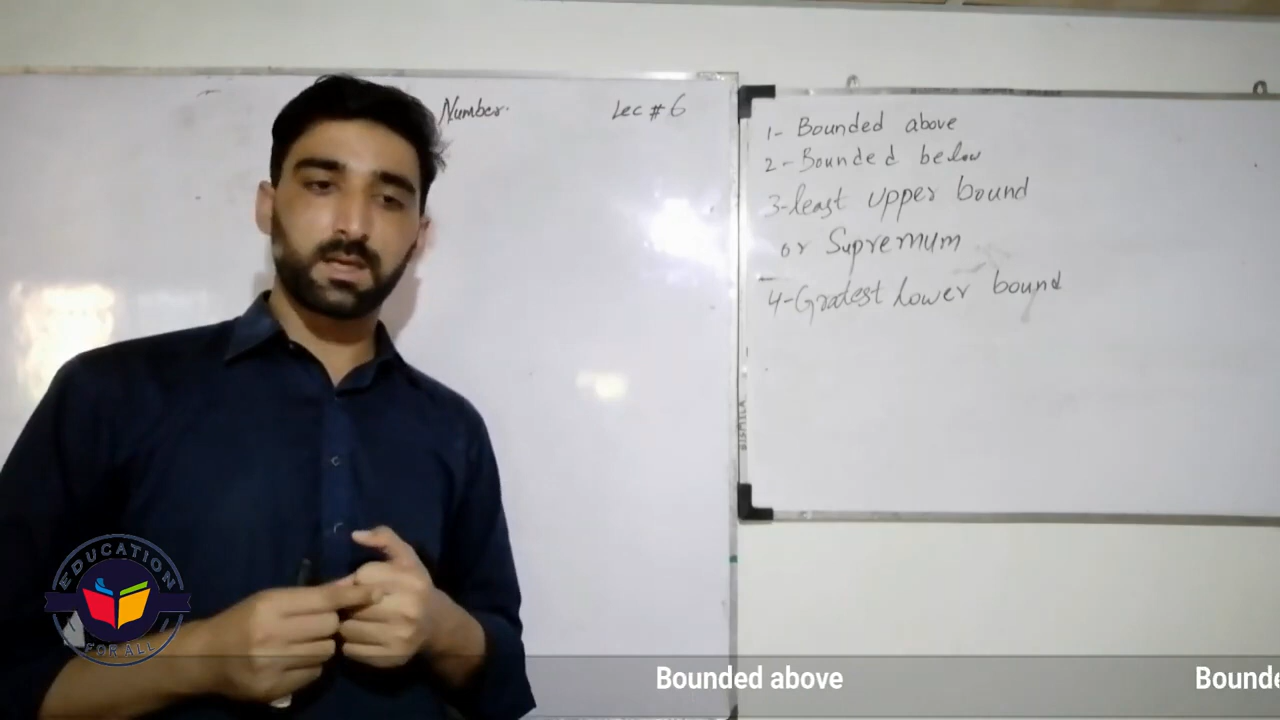 Number.
Lec # 6
1- Bounded above
2- Bounded below
3- least upper bound
or Supremum
4- Gratest lower bound
EDUCATION
FOR ALL
Bounded above
Bounde